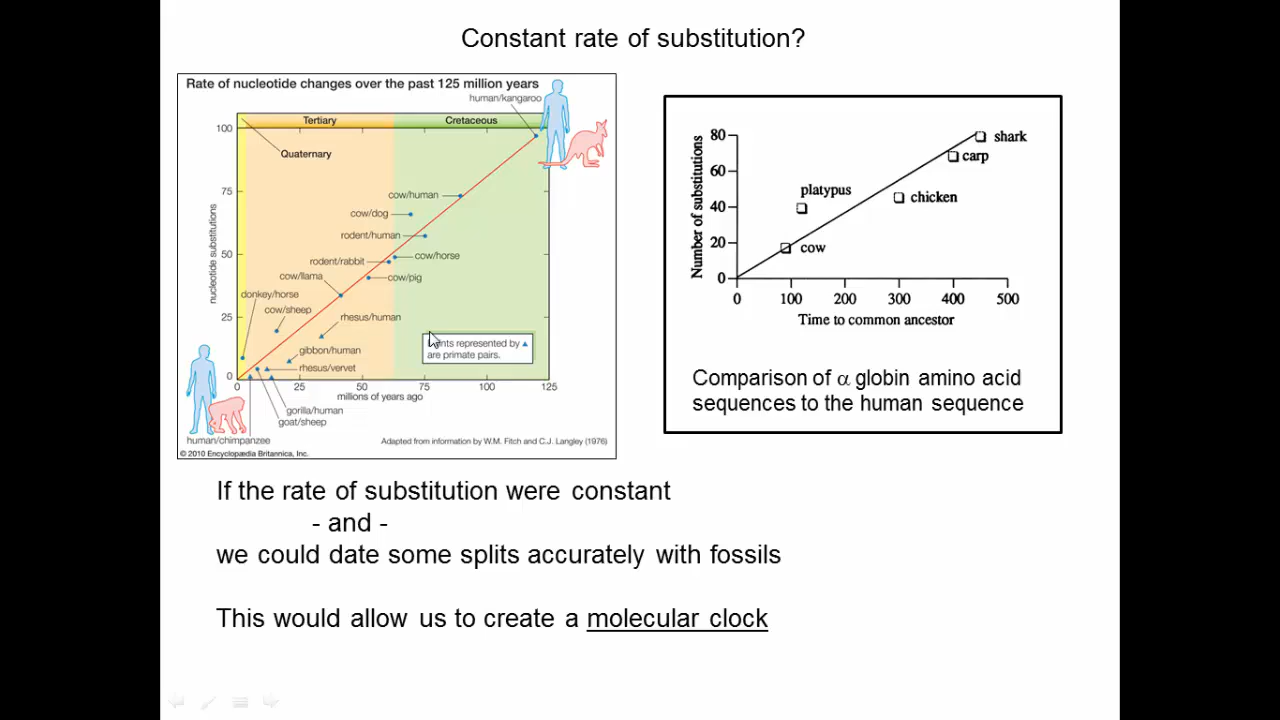 Constant rate of substitution?
Rate of nucleotide changes over the past 125 million years
human/kangaroo
Tertiary
Cretaceous
100
Quaternary
75
cow/human
cow/dog
rodent/human
nucleotide substitutions
50
cow/horse
rodent/rabbit
cow/llama
cow/pig
donkey/horse
cow/sheep
25
rhesus/human
gibbon/human
rhesus/vervet
points represented by
are primate pairs.
0
0 25 50 75 100 125
millions of years ago
gorilla/human
goat/sheep
human/chimpanzee
Adapted from information by W.M. Fitch and C.J. Langley (1976)
© 2010 Encyclopædia Britannica, Inc.
Number of substitutions
80
60
40
20
0
shark
carp
platypus
chicken
cow
0 100 200 300 400 500
Time to common ancestor
Comparison of α globin amino acid
sequences to the human sequence
If the rate of substitution were constant
- and -
we could date some splits accurately with fossils
This would allow us to create a molecular clock